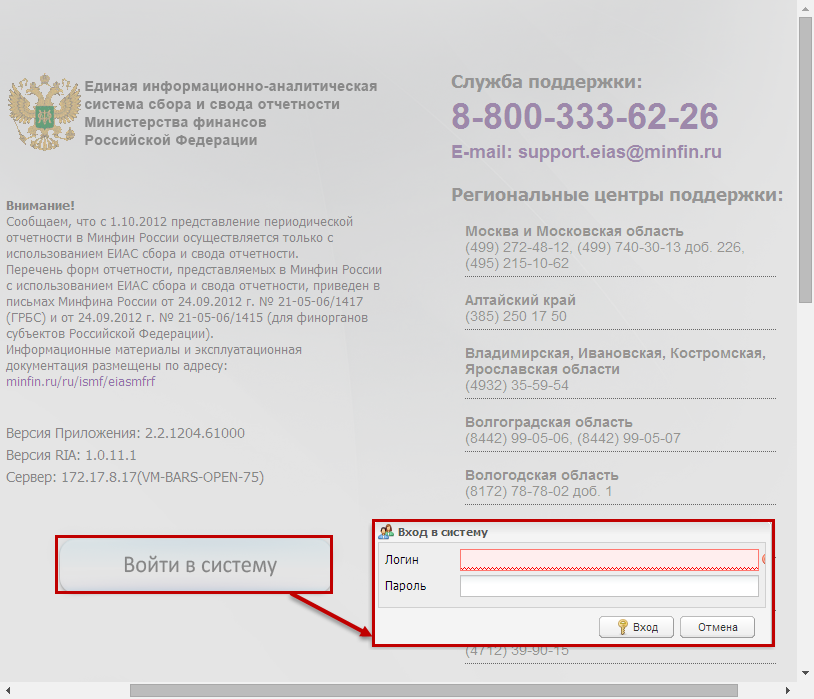 Единая информационно-аналитическая
система сбора и свода отчетности
Министерства финансов
Российской Федерации
Внимание!
Сообщаем, что с 1.10.2012 представление периодической
отчетности в Минфин России осуществляется только с
использованием ЕИАС сбора и свода отчетности.
Перечень форм отчетности, представляемых в Минфин России
с использованием ЕИАС сбора и свода отчетности, приведен в
письмах Минфина России от 24.09.2012 г. № 21-05-06/1417
(ГРБС) и от 24.09.2012 г. № 21-05-06/1415 (для финорганов
субъектов Российской Федерации).
Информационные материалы и эксплуатационная
документация размещены по адресу:
minfin.ru/ru/ismf/eiasmfrf
Версия Приложения: 2.2.1204.61000
Версия RIA: 1.0.11.1
Сервер: 172.17.8.17(VM-BARS-OPEN-75)
Войти в систему
Служба поддержки:
8-800-333-62-26
E-mail: support.eias@minfin.ru
Региональные центры поддержки:
Москва и Московская область
(499) 272-48-12, (499) 740-30-13 доб. 226,
(495) 215-10-62
Алтайский край
(385) 250 17 50
Владимирская, Ивановская, Костромская,
Ярославская области
(4932) 35-59-54
Волгоградская область
(8442) 99-05-06, (8442) 99-05-07
Вологодская область
(8172) 78-78-02 доб. 1
Вход в систему
Логин
Пароль
Вход
Отмена
(4712) 39-90-15